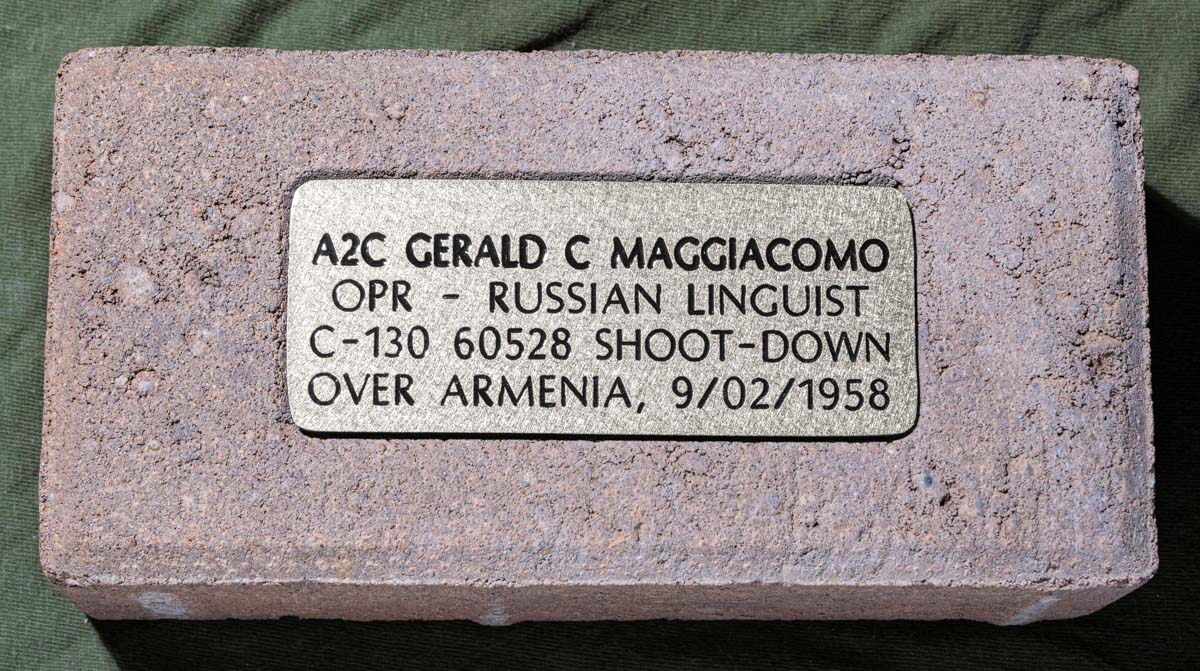 A2C GERALD C MAGGIACOMO
OPR - RUSSIAN LINGUIST
C-130 60528 SHOOT-DOWN
OVER ARMENIA, 9/02/1958